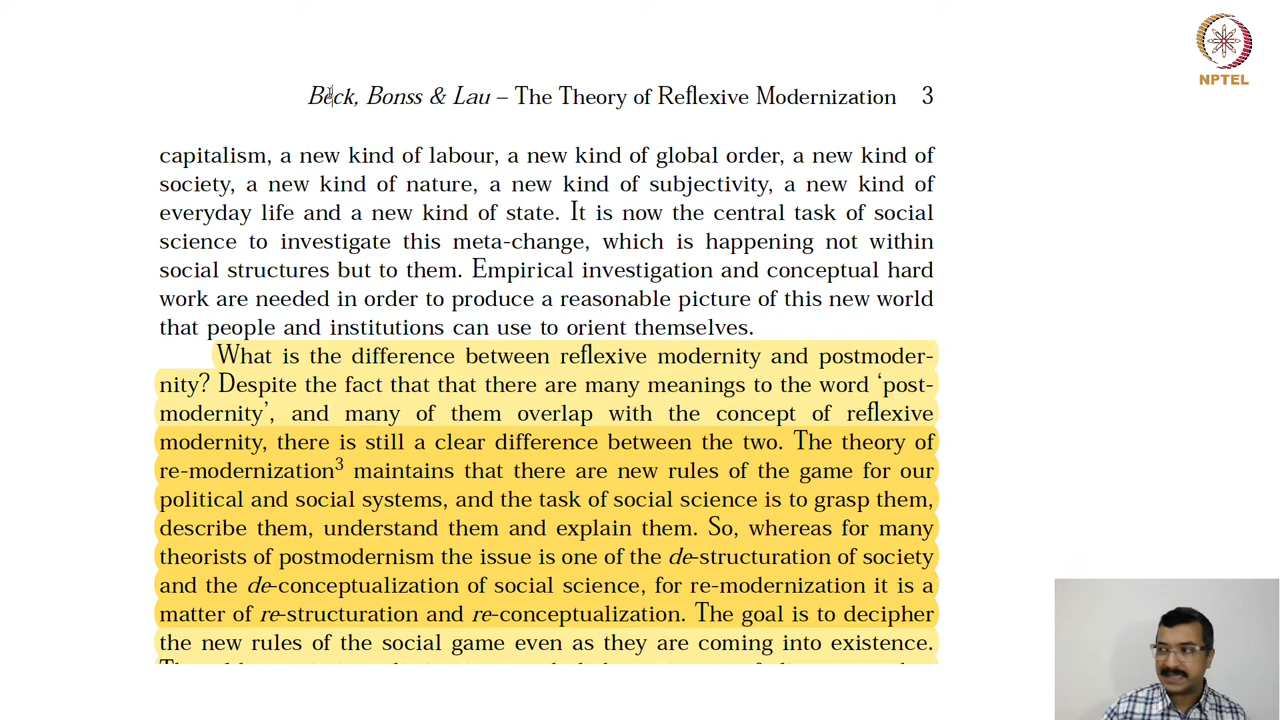 NPTEL
Beck, Bonss & Lau – The Theory of Reflexive Modernization 3
capitalism, a new kind of labour, a new kind of global order, a new kind of
society, a new kind of nature, a new kind of subjectivity, a new kind of
everyday life and a new kind of state. It is now the central task of social
science to investigate this meta-change, which is happening not within
social structures but to them. Empirical investigation and conceptual hard
work are needed in order to produce a reasonable picture of this new world
that people and institutions can use to orient themselves.
What is the difference between reflexive modernity and postmoder-
nity? Despite the fact that that there are many meanings to the word ‘post-
modernity’, and many of them overlap with the concept of reflexive
modernity, there is still a clear difference between the two. The theory of
re-modernization3 maintains that there are new rules of the game for our
political and social systems, and the task of social science is to grasp them,
describe them, understand them and explain them. So, whereas for many
theorists of postmodernism the issue is one of the de-structuration of society
and the de-conceptualization of social science, for re-modernization it is a
matter of re-structuration and re-conceptualization. The goal is to decipher
the new rules of the social game even as they are coming into existence.